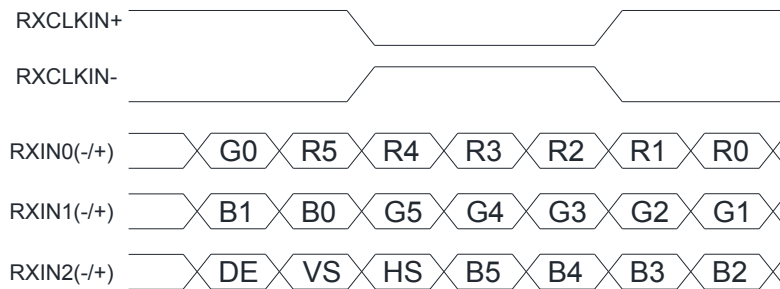 RXCLKIN+
RXCLKIN-
RXIN0(-/+) G0 R5 R4 R3 R2 R1 R0
RXIN1(-/+) B1 B0 G5 G4 G3 G2 G1
RXIN2(-/+) DE VS HS B5 B4 B3 B2